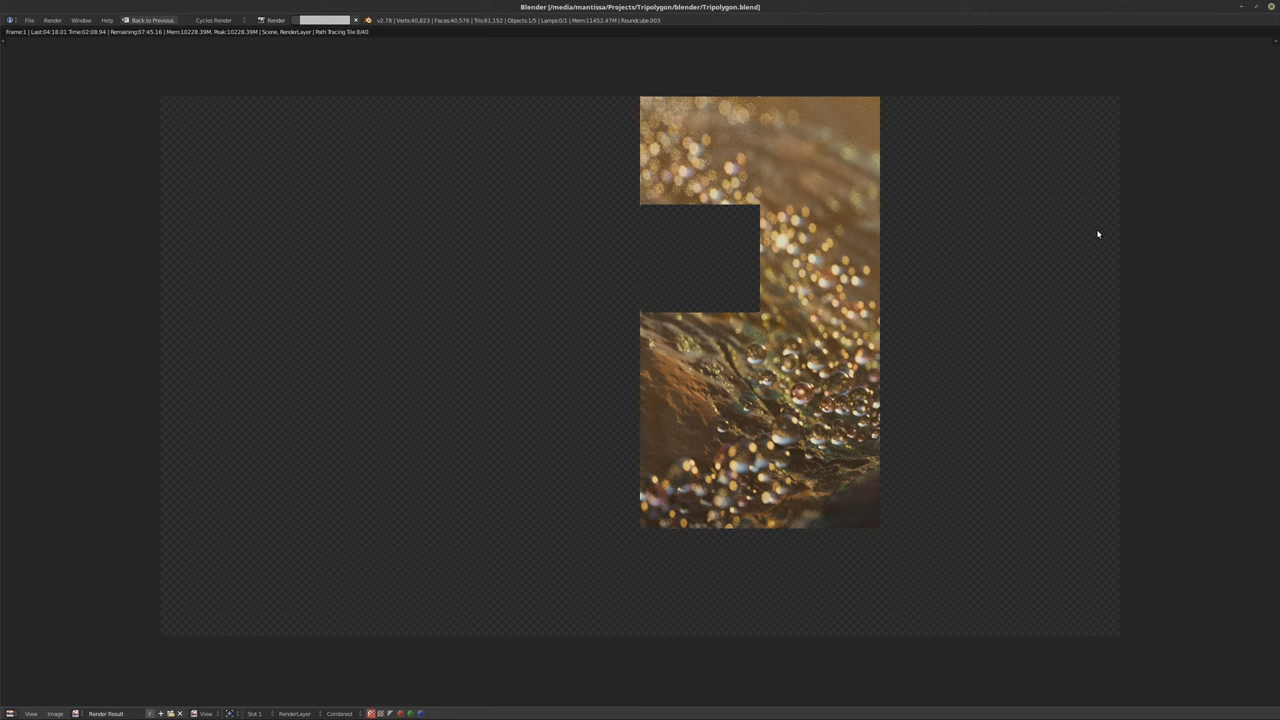 Blender [/media/mantissa/Projects/Tripolygon/blender/Tripolygon.blend]
File Render Window Help Back to Previous Cycles Render Render v2.78 | Verts:40,823 | Faces:40,576 | Tris:81,152 | Objects:1/5 | Lamps:0/1 | Mem:11452.47M | Roundcube.003
Frame:1 | Last:04:18.01 Time:02:08.94 | Remaining:07:45.16 | Mem:10228.39M, Peak:10228.39M | Scene, RenderLayer | Path Tracing Tile 8/40
View Image Render Result F View Slot 1 RenderLayer Combined